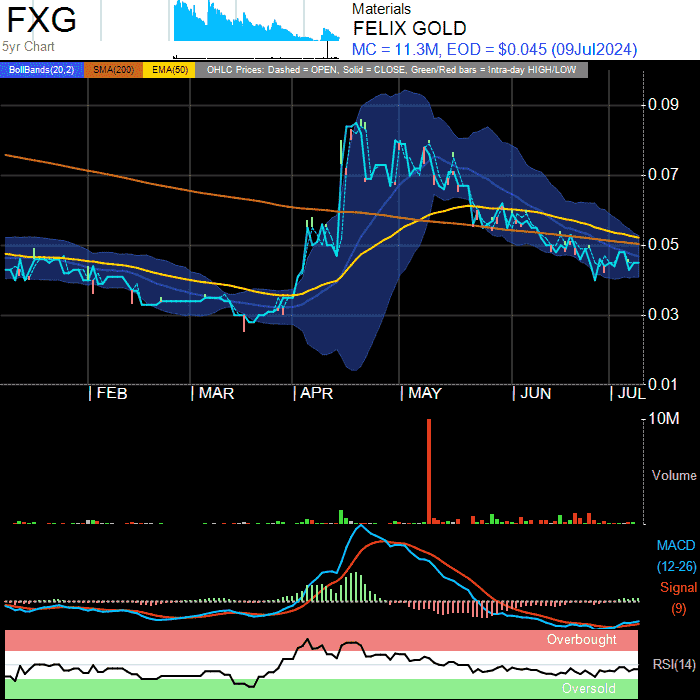 FXG
5yr Chart
Materials
FELIX GOLD
MC = 11.3M, EOD = $0.045 (09Jul2024)
BollBands(20,2) SMA(200) EMA(50) OHLC Prices: Dashed = OPEN, Solid = CLOSE, Green/Red bars = Intra-day HIGH/LOW
0.09
0.07
0.05
0.03
0.01
| FEB | MAR | APR | MAY | JUN | JUL
10M
Volume
MACD
(12-26)
Signal
(9)
Overbought
RSI(14)
Oversold